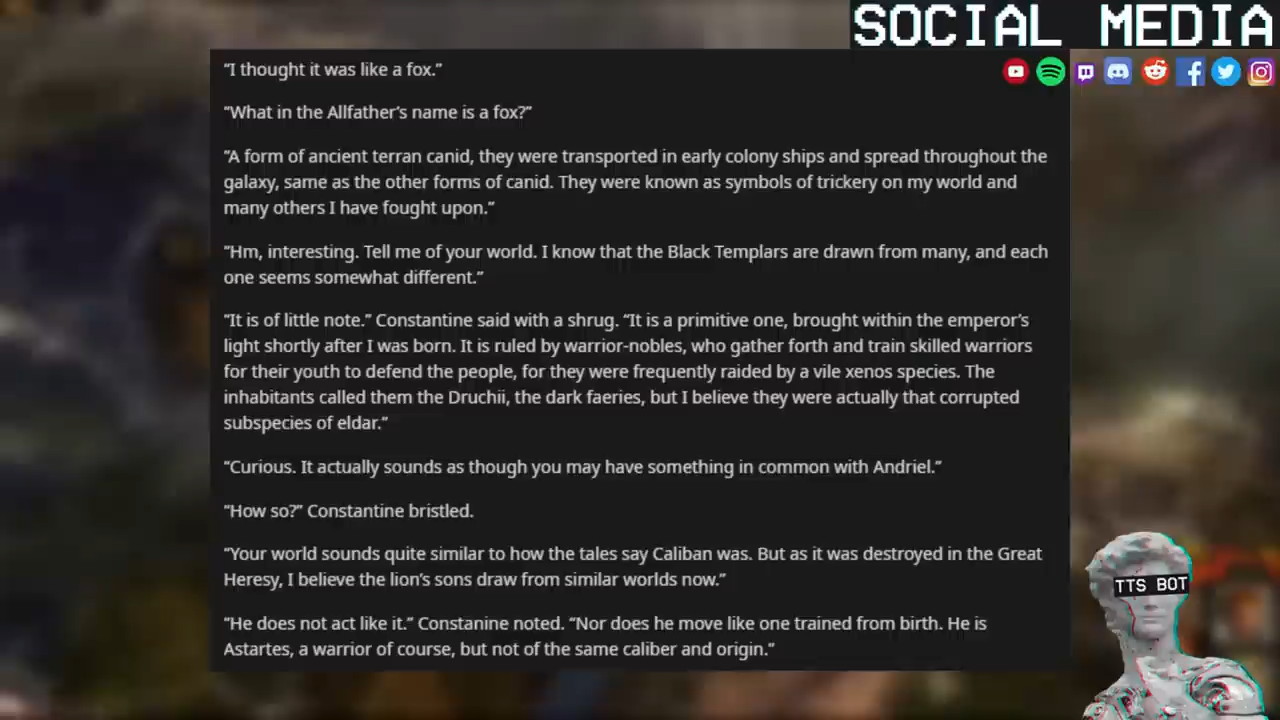 SOCIAL MEDIA
“I thought it was like a fox.”
“What in the Allfather’s name is a fox?”
“A form of ancient terran canid, they were transported in early colony ships and spread throughout the
galaxy, same as the other forms of canid. They were known as symbols of trickery on my world and
many others I have fought upon.”
“Hm, interesting. Tell me of your world. I know that the Black Templars are drawn from many, and each
one seems somewhat different.”
“It is of little note.” Constantine said with a shrug. “It is a primitive one, brought within the emperor’s
light shortly after I was born. It is ruled by warrior-nobles, who gather forth and train skilled warriors
for their youth to defend the people, for they were frequently raided by a vile xenos species. The
inhabitants called them the Druchii, the dark faeries, but I believe they were actually that corrupted
subspecies of eldar.”
“Curious. It actually sounds as though you may have something in common with Andriel.”
“How so?” Constantine bristled.
“Your world sounds quite similar to how the tales say Caliban was. But as it was destroyed in the Great
Heresy, I believe the lion’s sons draw from similar worlds now.”
“He does not act like it.” Constanine noted. “Nor does he move like one trained from birth. He is
Astartes, a warrior of course, but not of the same caliber and origin.”
TTS BOT